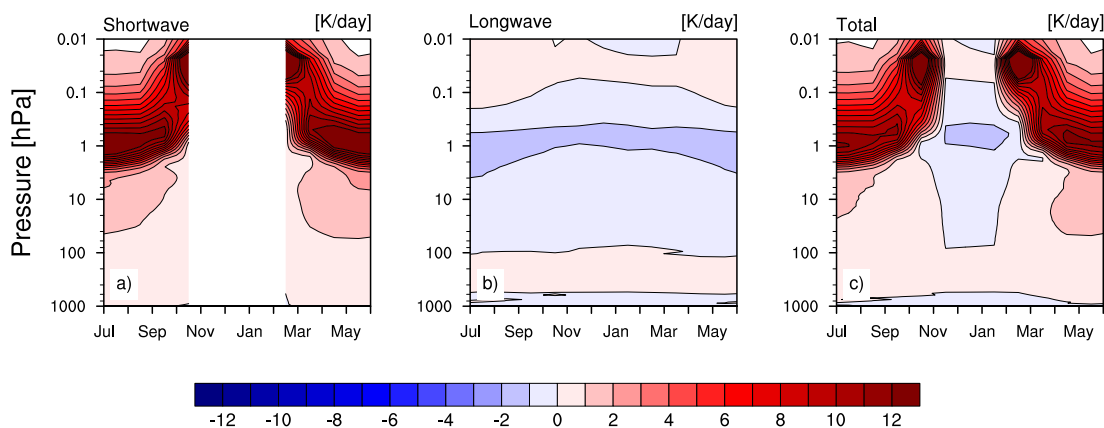 Shortwave [K/day] Longwave [K/day] Total [K/day]
0.01 0.01 0.01
0.1 0.1 0.1
1 1 1
10 10 10
100 100 100
1000 1000 1000
Pressure [hPa]
a) b) c)
Jul Sep Nov Jan Mar May Jul Sep Nov Jan Mar May Jul Sep Nov Jan Mar May
-12 -10 -8 -6 -4 -2 0 2 4 6 8 10 12